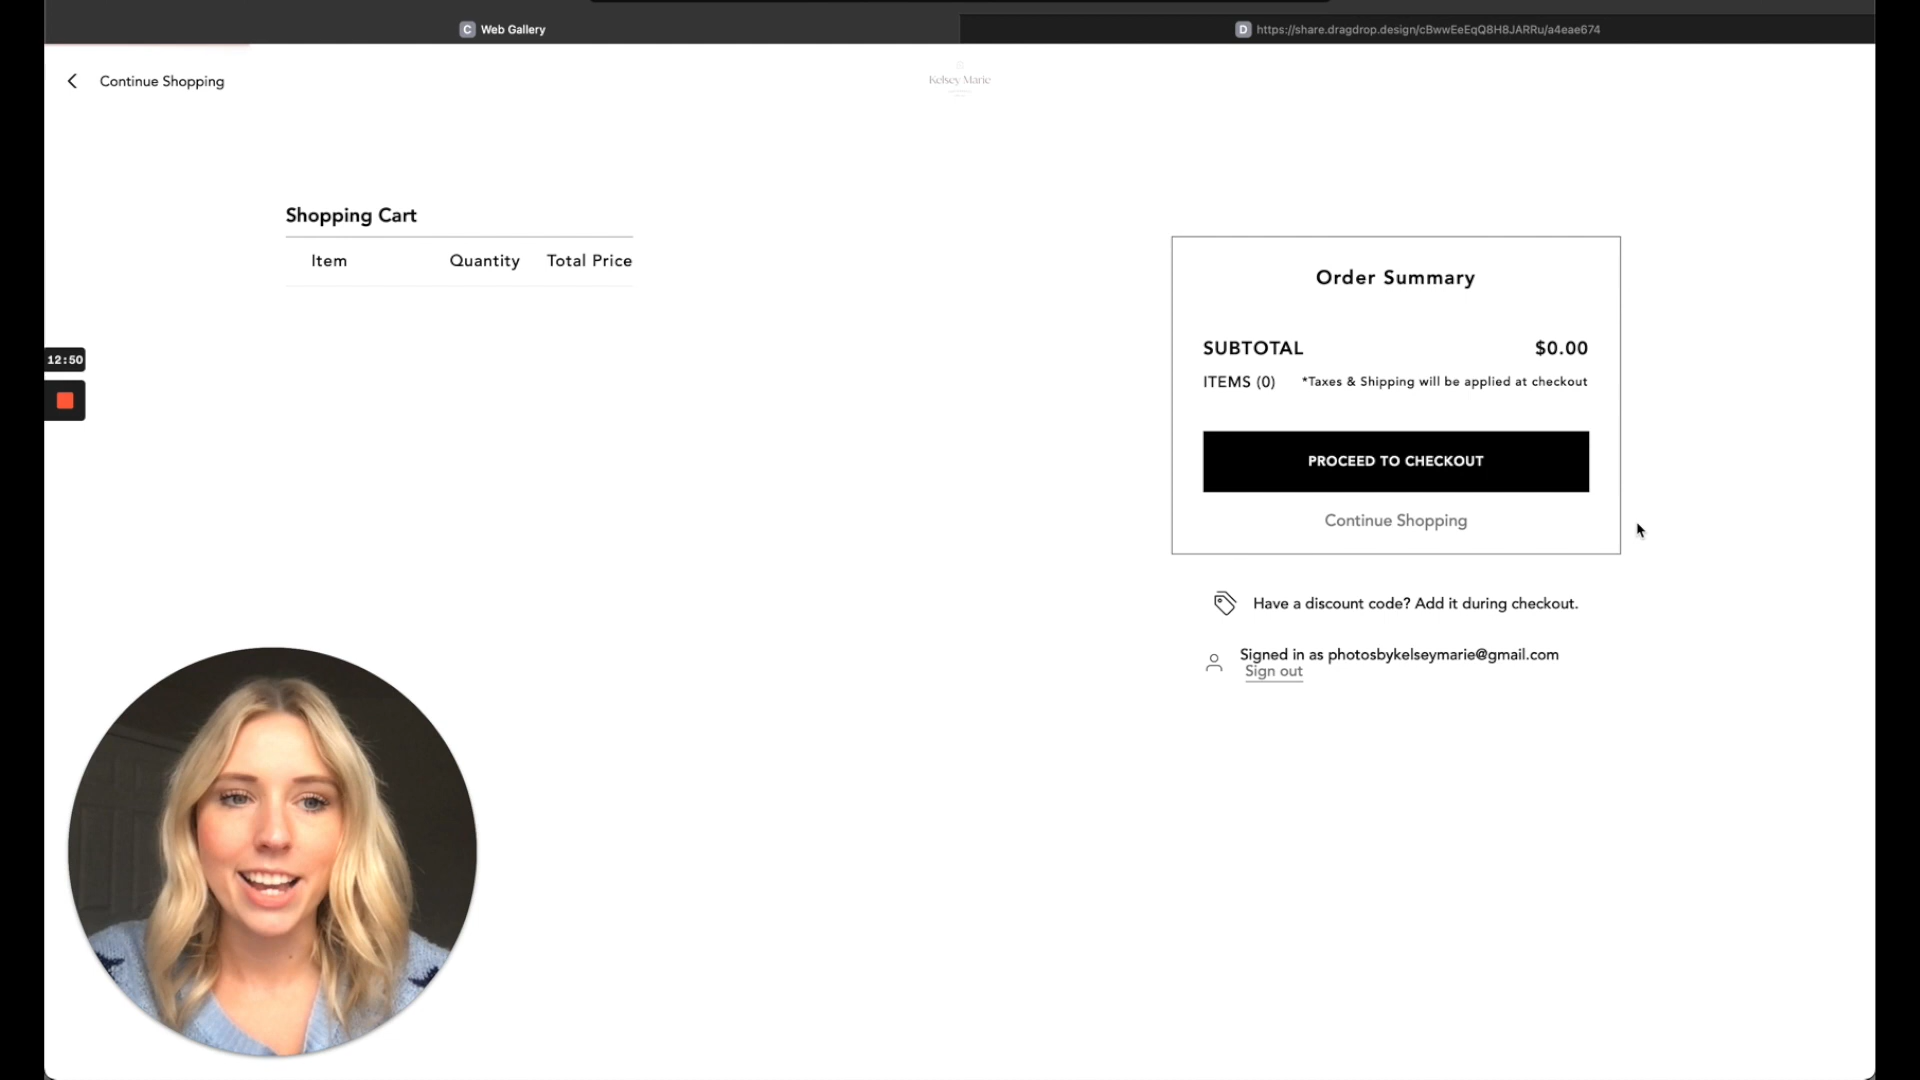 C Web Gallery
D https://share.dragdrop.design/cBwwEeEqQ8H8JARRu/a4eae674
Continue Shopping
Kelsey Marie
Shopping Cart
Item Quantity Total Price
12:50
Order Summary
SUBTOTAL $0.00
ITEMS (0) *Taxes & Shipping will be applied at checkout
PROCEED TO CHECKOUT
Continue Shopping
Have a discount code? Add it during checkout.
Signed in as photosbykelseymarie@gmail.com
Sign out